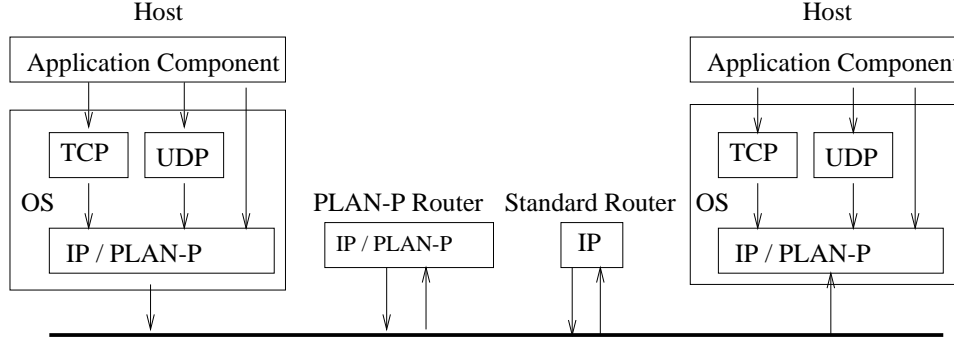 Host
Host
Application Component
Application Component
TCP
UDP
TCP
UDP
OS
PLAN-P Router
Standard Router
OS
IP / PLAN-P
IP / PLAN-P
IP
IP / PLAN-P